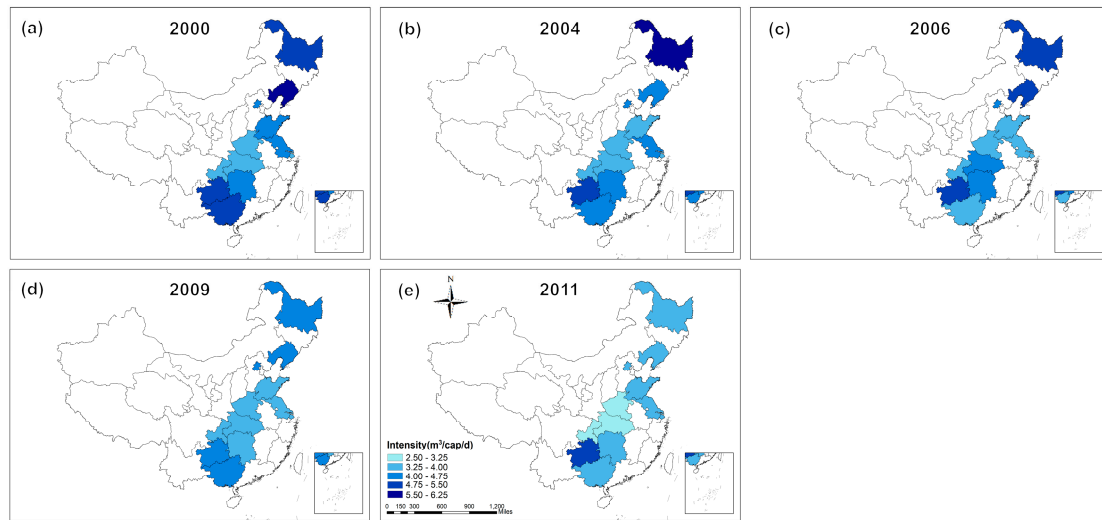 (a) 2000
(b) 2004
(c) 2006
(d) 2009
(e) N 2011
Intensity(m³/cap/d)
2.50 - 3.25
3.25 - 4.00
4.00 - 4.75
4.75 - 5.50
5.50 - 6.25
0 150 300 600 900 1,200
Miles